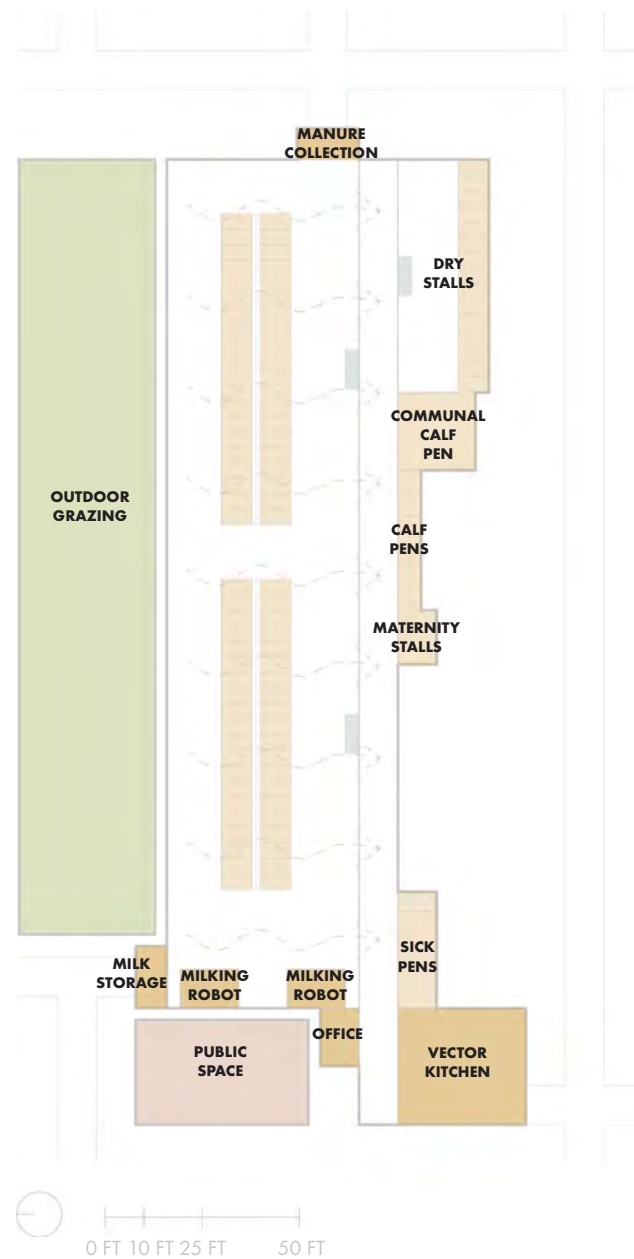 MANURE
COLLECTION
DRY
STALLS
COMMUNAL
CALF
PEN
OUTDOOR
GRAZING
CALF
PENS
MATERNITY
STALLS
SICK
PENS
MILK
STORAGE
MILKING
ROBOT
MILKING
ROBOT
OFFICE
PUBLIC
SPACE
VECTOR
KITCHEN
0 FT 10 FT 25 FT 50 FT